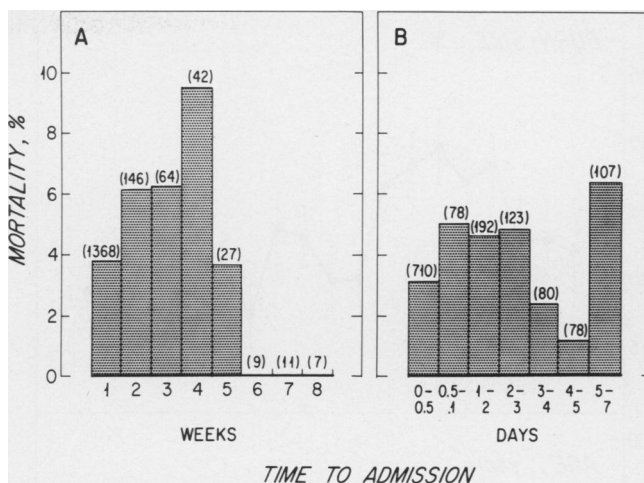 A
B
MORTALITY, %
10
8
6
4
2
0
(1368)
(146)
(64)
(42)
(27)
(9)
(11)
(7)
(710)
(78)
(192)
(123)
(80)
(78)
(107)
1 2 3 4 5 6 7 8
0- 0.5- 1- 2- 3- 4- 5-
0.5 .1 2 3 4 5 7
WEEKS
DAYS
TIME TO ADMISSION